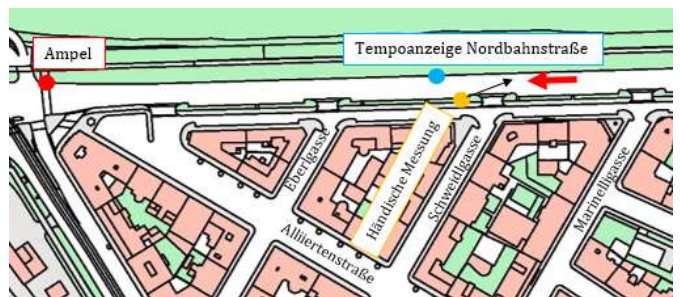 Ampel
Tempoanzeige Nordbahnstraße
Händische Messung
Eberlgasse
Schweidlgasse
Marinelligasse
Alliiertenstraße